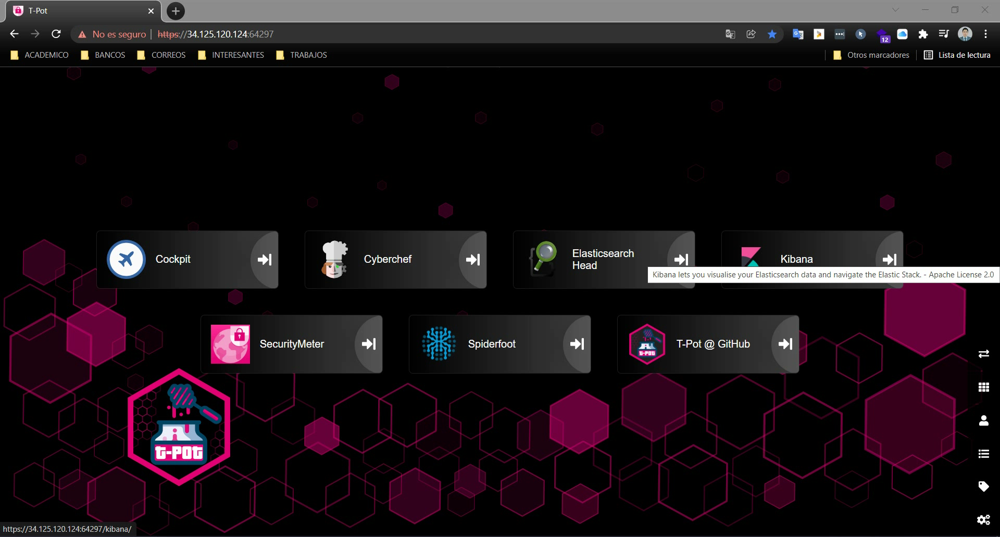 T-Pot
No es seguro | https://34.125.120.124:64297
12
ACADEMICO BANCOS CORREOS INTERESANTES TRABAJOS Otros marcadores Lista de lectura
Cockpit
Cyberchef
Elasticsearch
Head
Kibana
Kibana lets you visualise your Elasticsearch data and navigate the Elastic Stack. - Apache License 2.0
SecurityMeter
Spiderfoot
T-POT
T-Pot @ GitHub
t-POt
https://34.125.120.124:64297/kibana/